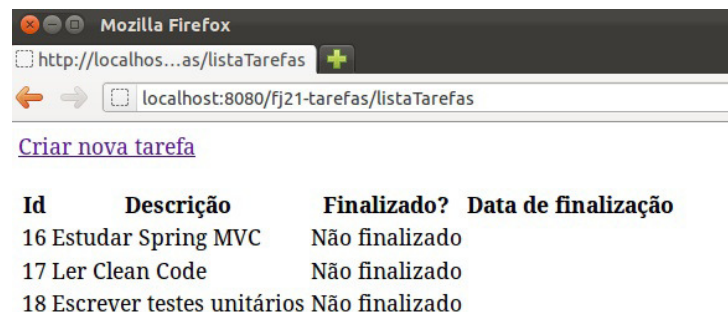 Mozilla Firefox
http://localhos...as/listaTarefas
localhost:8080/fj21-tarefas/listaTarefas
Criar nova tarefa
Id Descrição Finalizado? Data de finalização
16 Estudar Spring MVC Não finalizado
17 Ler Clean Code Não finalizado
18 Escrever testes unitários Não finalizado